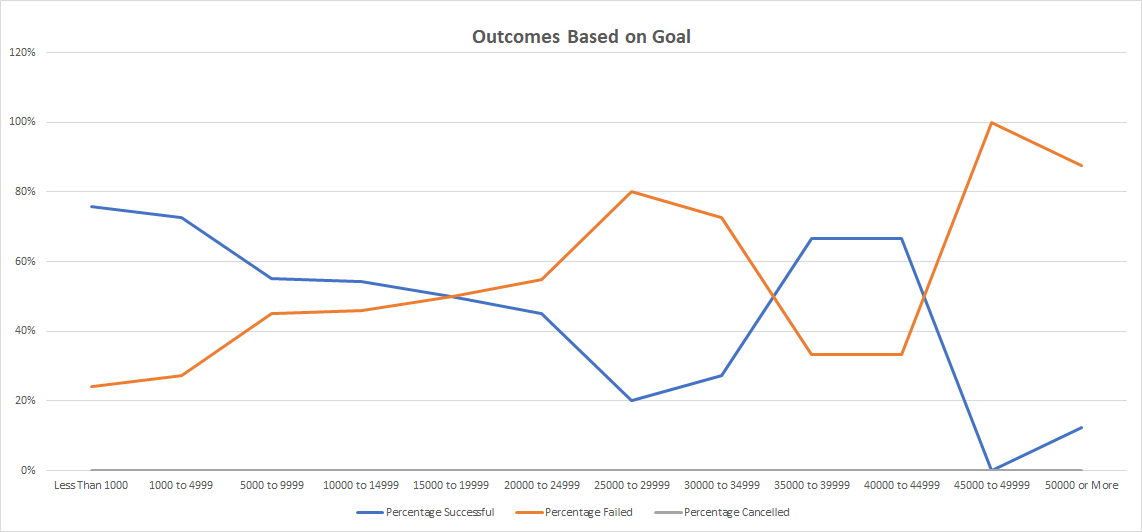 Outcomes Based on Goal
120%
100%
80%
60%
40%
20%
0%
Less Than 1000 1000 to 4999 5000 to 9999 10000 to 14999 15000 to 19999 20000 to 24999 25000 to 29999 30000 to 34999 35000 to 39999 40000 to 44999 45000 to 49999 50000 or More
Percentage Successful Percentage Failed Percentage Cancelled